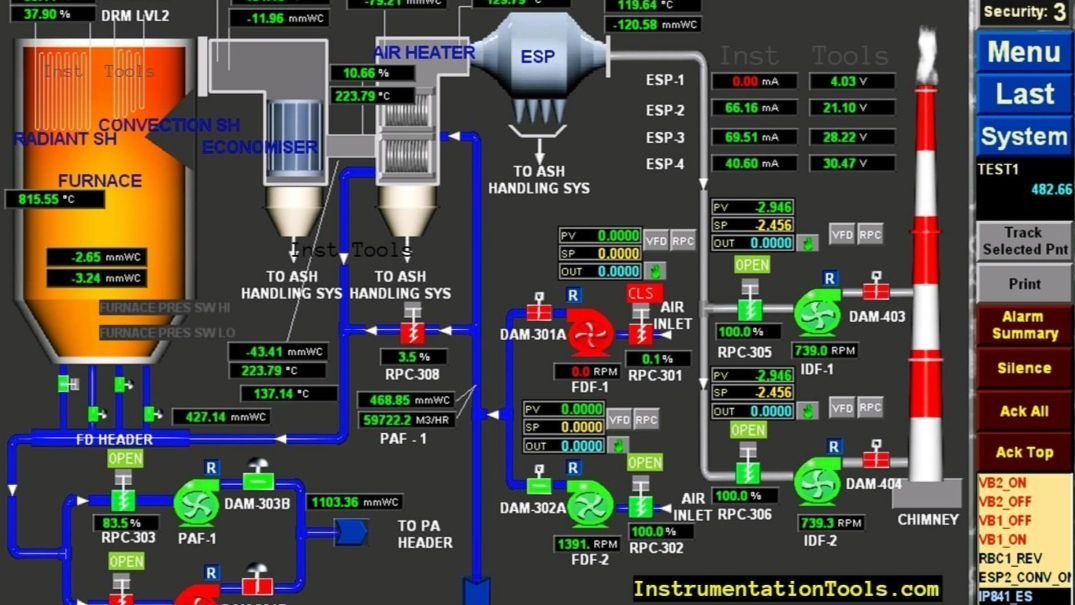 37.90 %
DRM LVL2
-11.96 mmWC
119.64 °C
-120.58 mmWC
Security: 3
Menu
Last
System
TEST1
482.66
Track
Selected Pnt
Print
Alarm
Summary
Silence
Ack All
Ack Top
VB2_ON
VB2_OFF
VB1_OFF
VB1_ON
RBC1_REV
ESP2_CONV_ON
IP841_ES
Inst Tools
RADIANT SH
CONVECTION SH
FURNACE
815.55 °C
-2.65 mmWC
-3.24 mmWC
FURNACE PRES SW HI
FURNACE PRES SW LO
ECONOMISER
AIR HEATER
10.66 %
223.79 °C
ESP
TO ASH
HANDLING SYS
Inst Tools
ESP-1 0.00 mA 4.03 V
ESP-2 66.16 mA 21.10 V
ESP-3 69.51 mA 28.22 V
ESP-4 40.60 mA 30.47 V
Inst Tools
TO ASH
HANDLING SYS
TO ASH
HANDLING SYS
-43.41 mmWC
223.79 °C
137.14 °C
3.5 %
RPC-308
468.85 mmWC
59722.2 M3/HR
PAF - 1
427.14 mmWC
FD HEADER
OPEN
83.5 %
RPC-303
R
PAF-1
DAM-303B
1103.36 mmWC
TO PA
HEADER
OPEN
R
PV 0.0000
SP 0.0000
OUT 0.0000
VFD RPC
R
DAM-301A
0.0 RPM
FDF-1
CLS
AIR
INLET
0.1 %
RPC-301
PV 0.0000
SP 0.0000
OUT 0.0000
VFD RPC
R
DAM-302A
1391. RPM
FDF-2
OPEN
AIR
INLET
100.0 %
RPC-302
PV -2.946
SP -2.456
OUT 0.0000
VFD RPC
OPEN
100.0 %
RPC-305
R
739.0 RPM
IDF-1
DAM-403
PV -2.946
SP -2.456
OUT 0.0000
VFD RPC
OPEN
100.0 %
RPC-306
R
739.3 RPM
IDF-2
DAM-404
CHIMNEY
InstrumentationTools.com